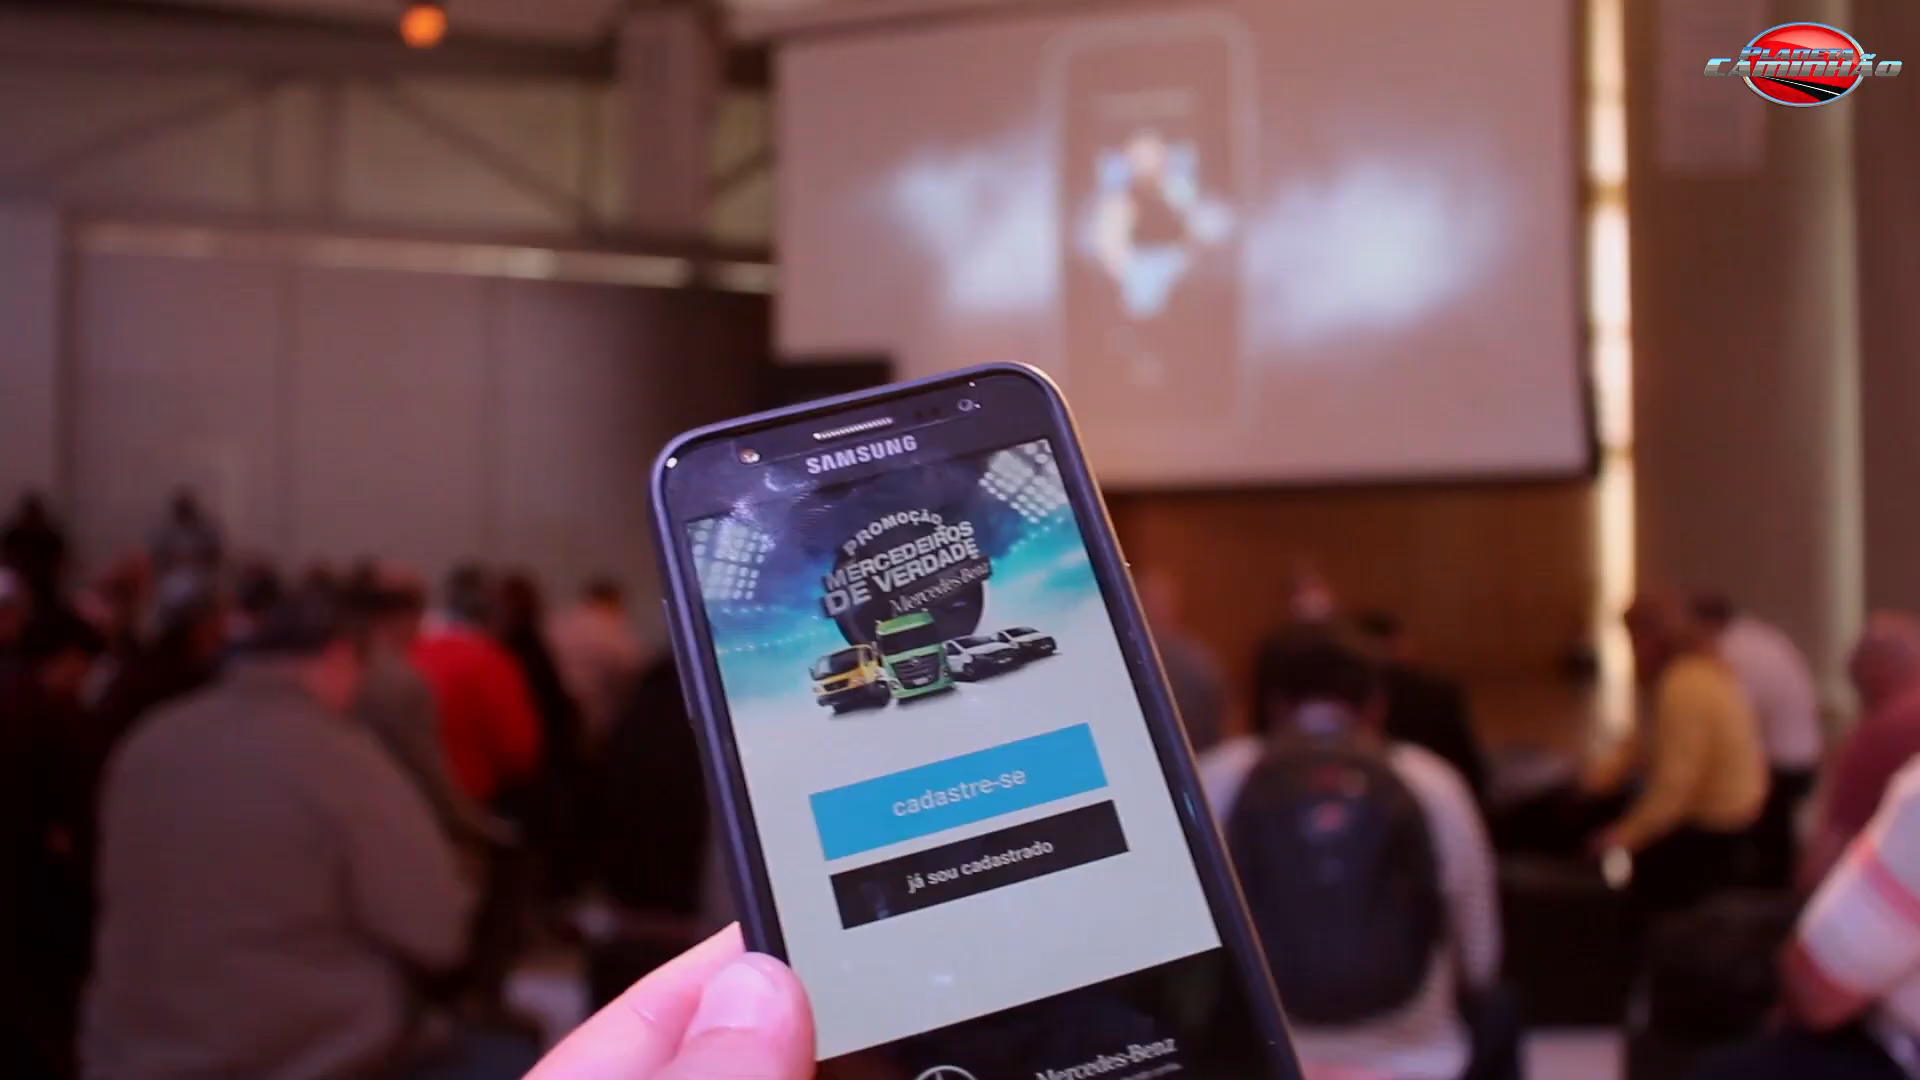 PLANETA
CAMINHÃO
SAMSUNG
PROMOÇÃO
MERCEDEIROS
DE VERDADE
Mercedes-Benz
cadastre-se
já sou cadastrado
Mercedes-Benz